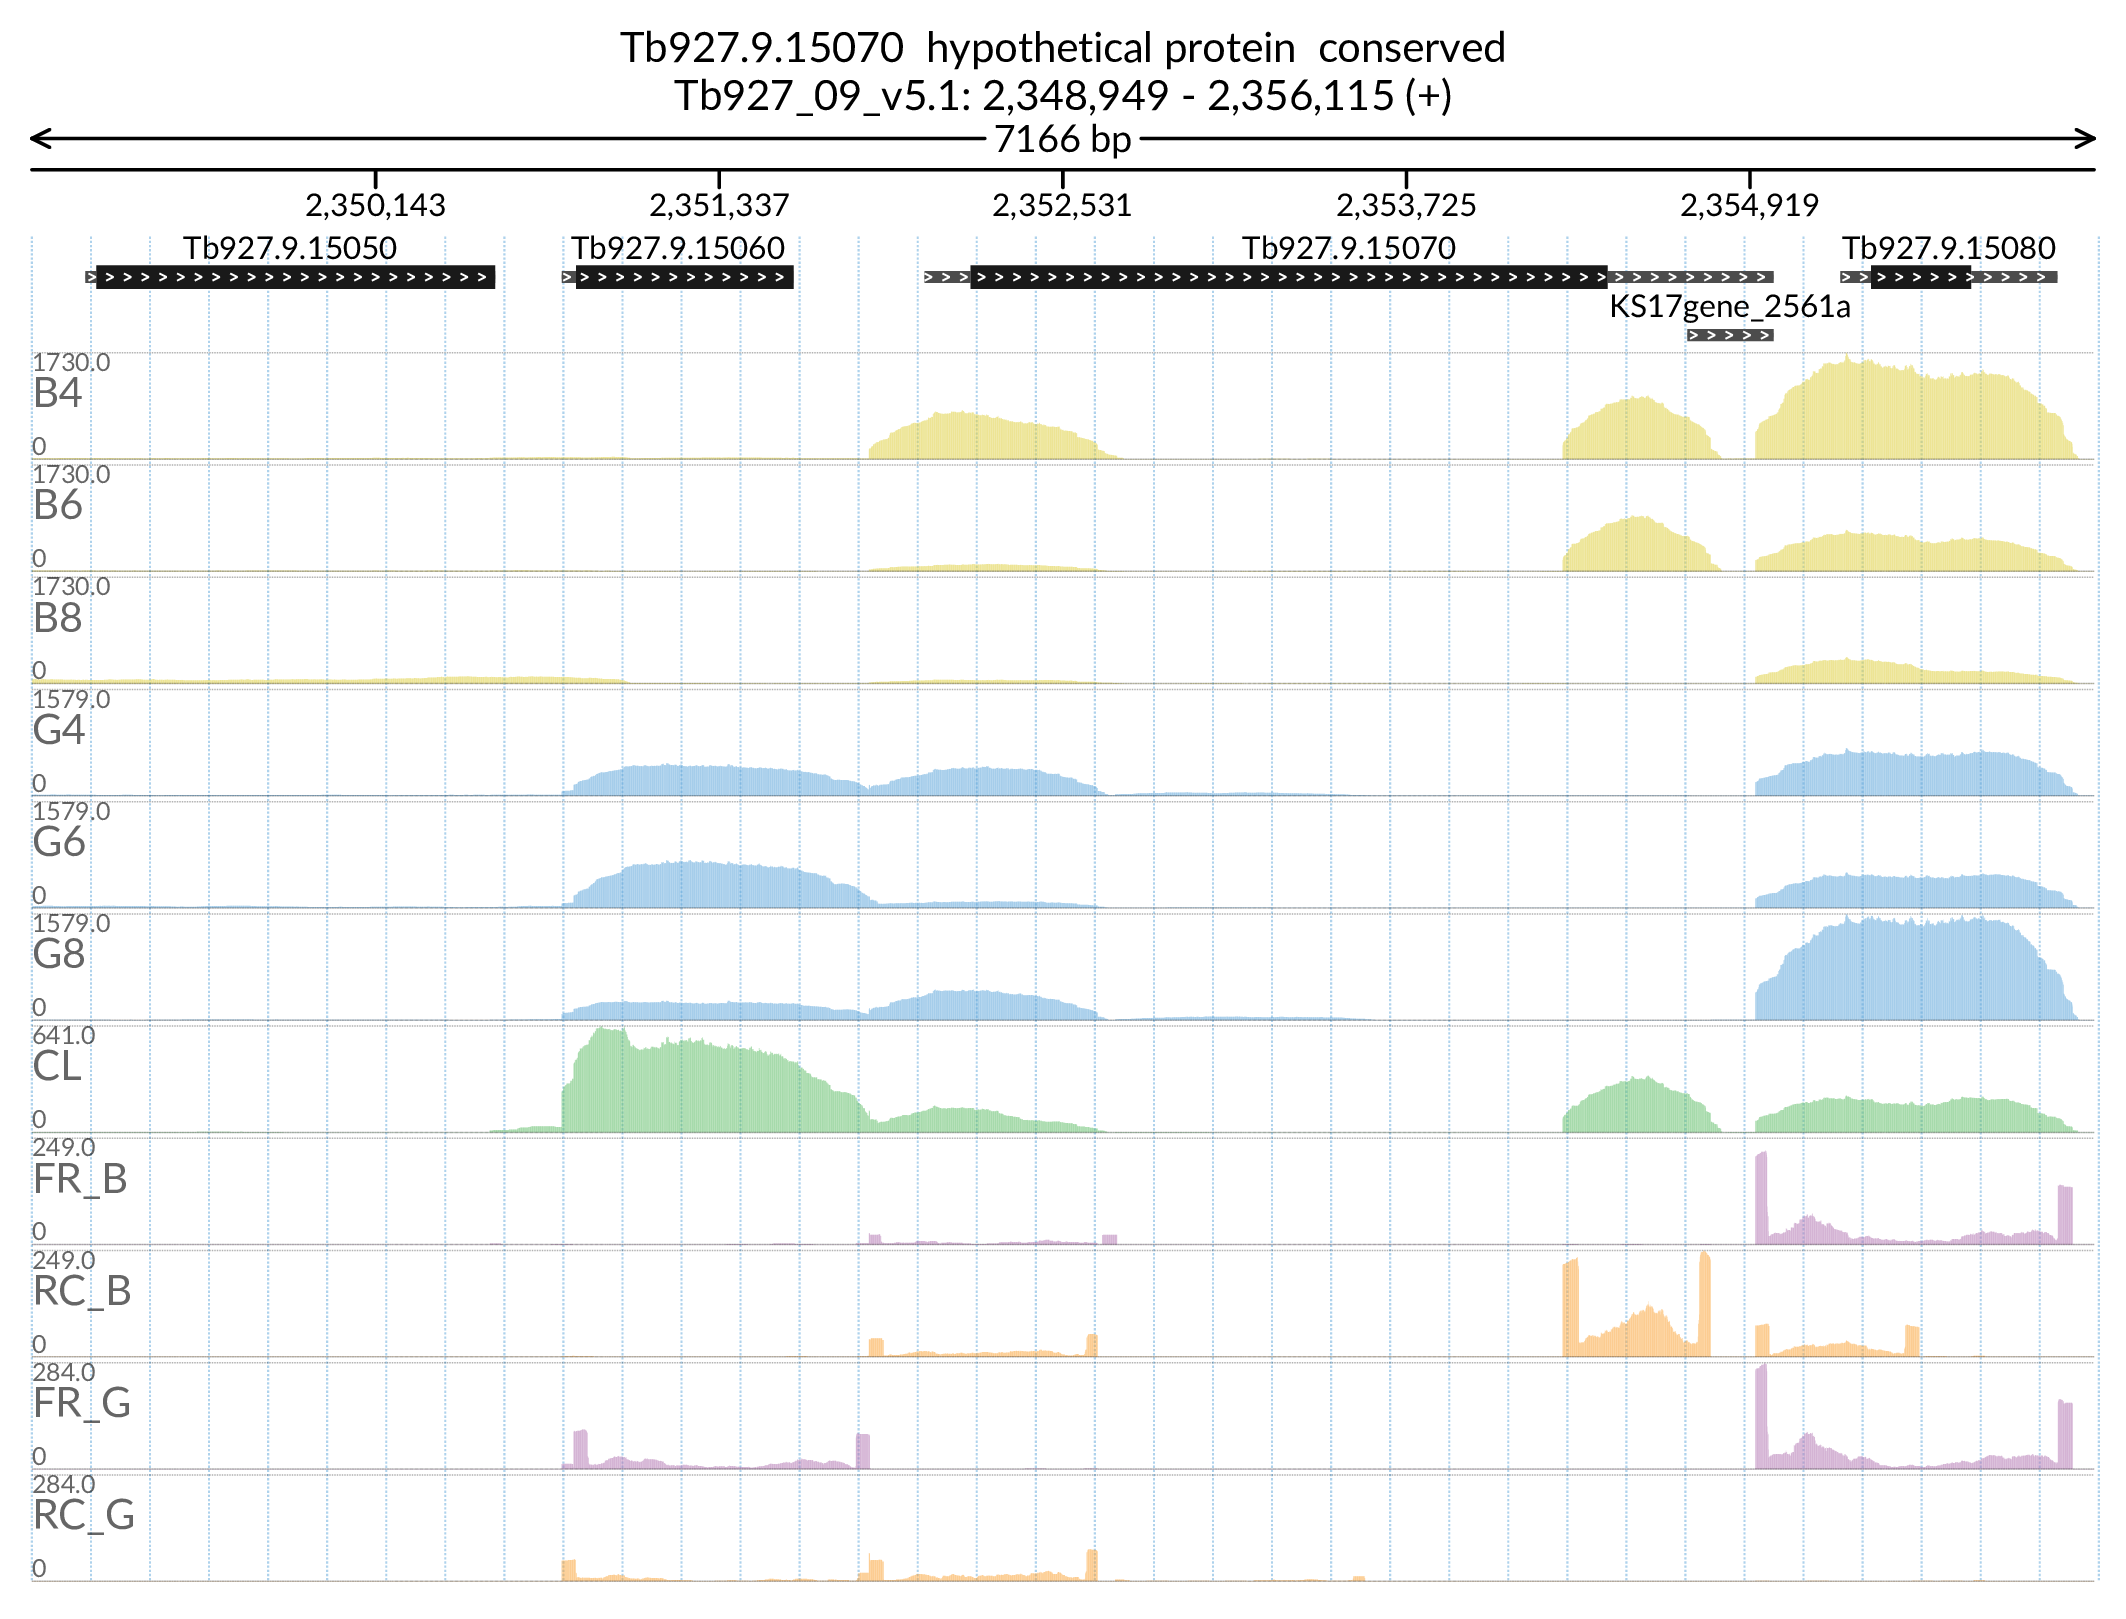 Tb927.9.15070 hypothetical protein conserved
Tb927_09_v5.1: 2,348,949 - 2,356,115 (+)
7166 bp
2,350,143 2,351,337 2,352,531 2,353,725 2,354,919
Tb927.9.15050 Tb927.9.15060 Tb927.9.15070 Tb927.9.15080
KS17gene_2561a
1730.0
B4
0
1730.0
B6
0
1730.0
B8
0
1579.0
G4
0
1579.0
G6
0
1579.0
G8
0
641.0
CL
0
249.0
FR_B
0
249.0
RC_B
0
284.0
FR_G
0
284.0
RC_G
0